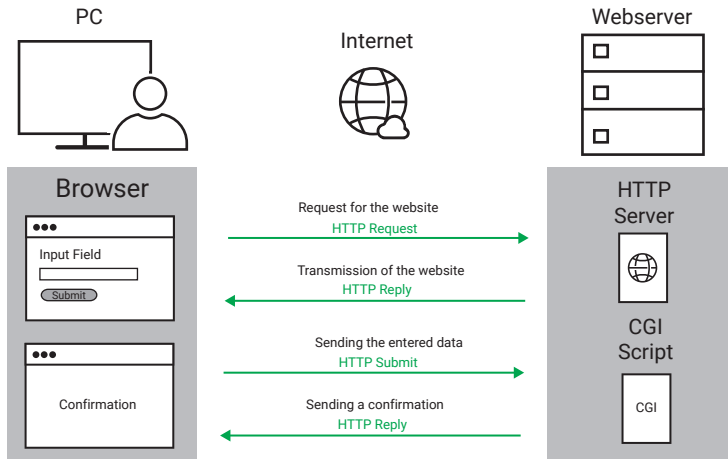 PC
Internet
Webserver
Browser
Input Field
Submit
Confirmation
Request for the website
HTTP Request
Transmission of the website
HTTP Reply
Sending the entered data
HTTP Submit
Sending a confirmation
HTTP Reply
HTTP
Server
CGI
Script
CGI